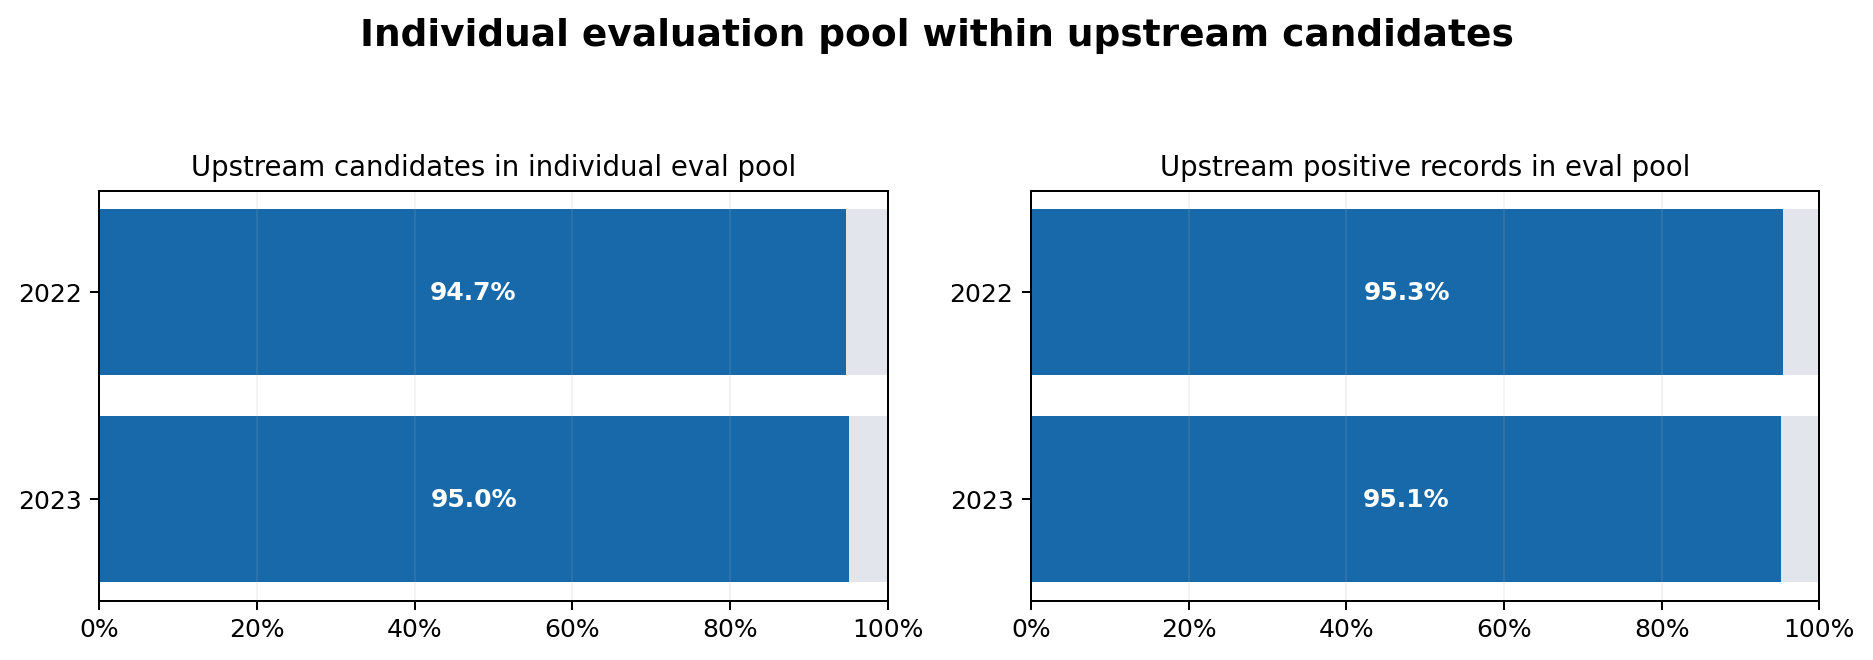 Individual evaluation pool within upstream candidates
Upstream candidates in individual eval pool
2022
94.7%
2023
95.0%
0% 20% 40% 60% 80% 100%
Upstream positive records in eval pool
2022
95.3%
2023
95.1%
0% 20% 40% 60% 80% 100%